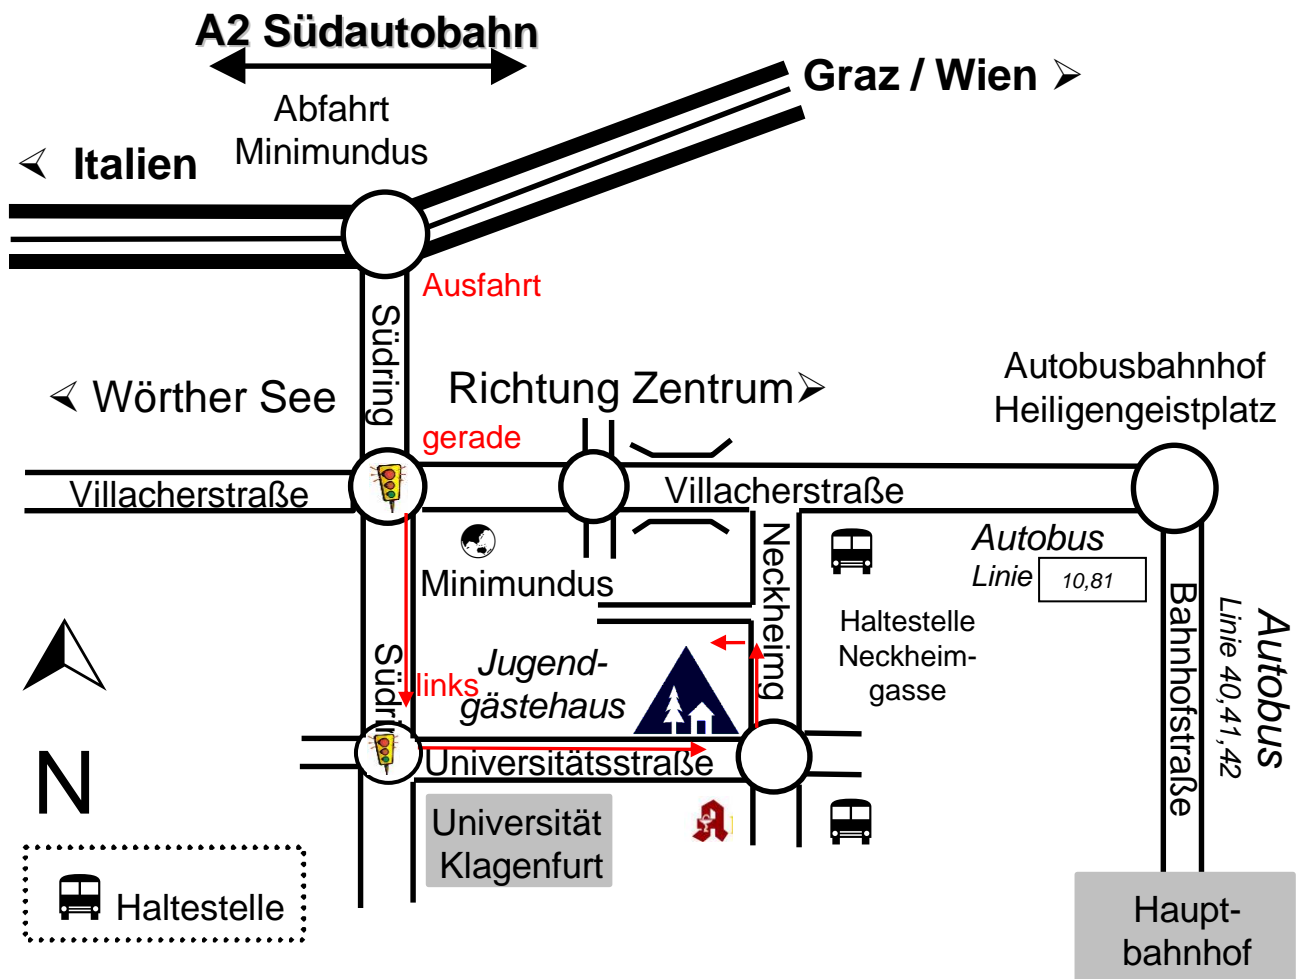 A2 Südautobahn
Graz / Wien
Abfahrt
Minimundus
Italien
Ausfahrt
Südring
Wörther See
Richtung Zentrum
Autobusbahnhof
Heiligengeistplatz
gerade
Villacherstraße
Villacherstraße
Neckheimg
Autobus
Linie 10,81
Minimundus
Bahnhofstraße
Autobus
Linie 40,41,42
Haltestelle
Neckheim-
gasse
Südrin
links
Jugend-
gästehaus
Universitätsstraße
N
Universität
Klagenfurt
Haltestelle
Haupt-
bahnhof